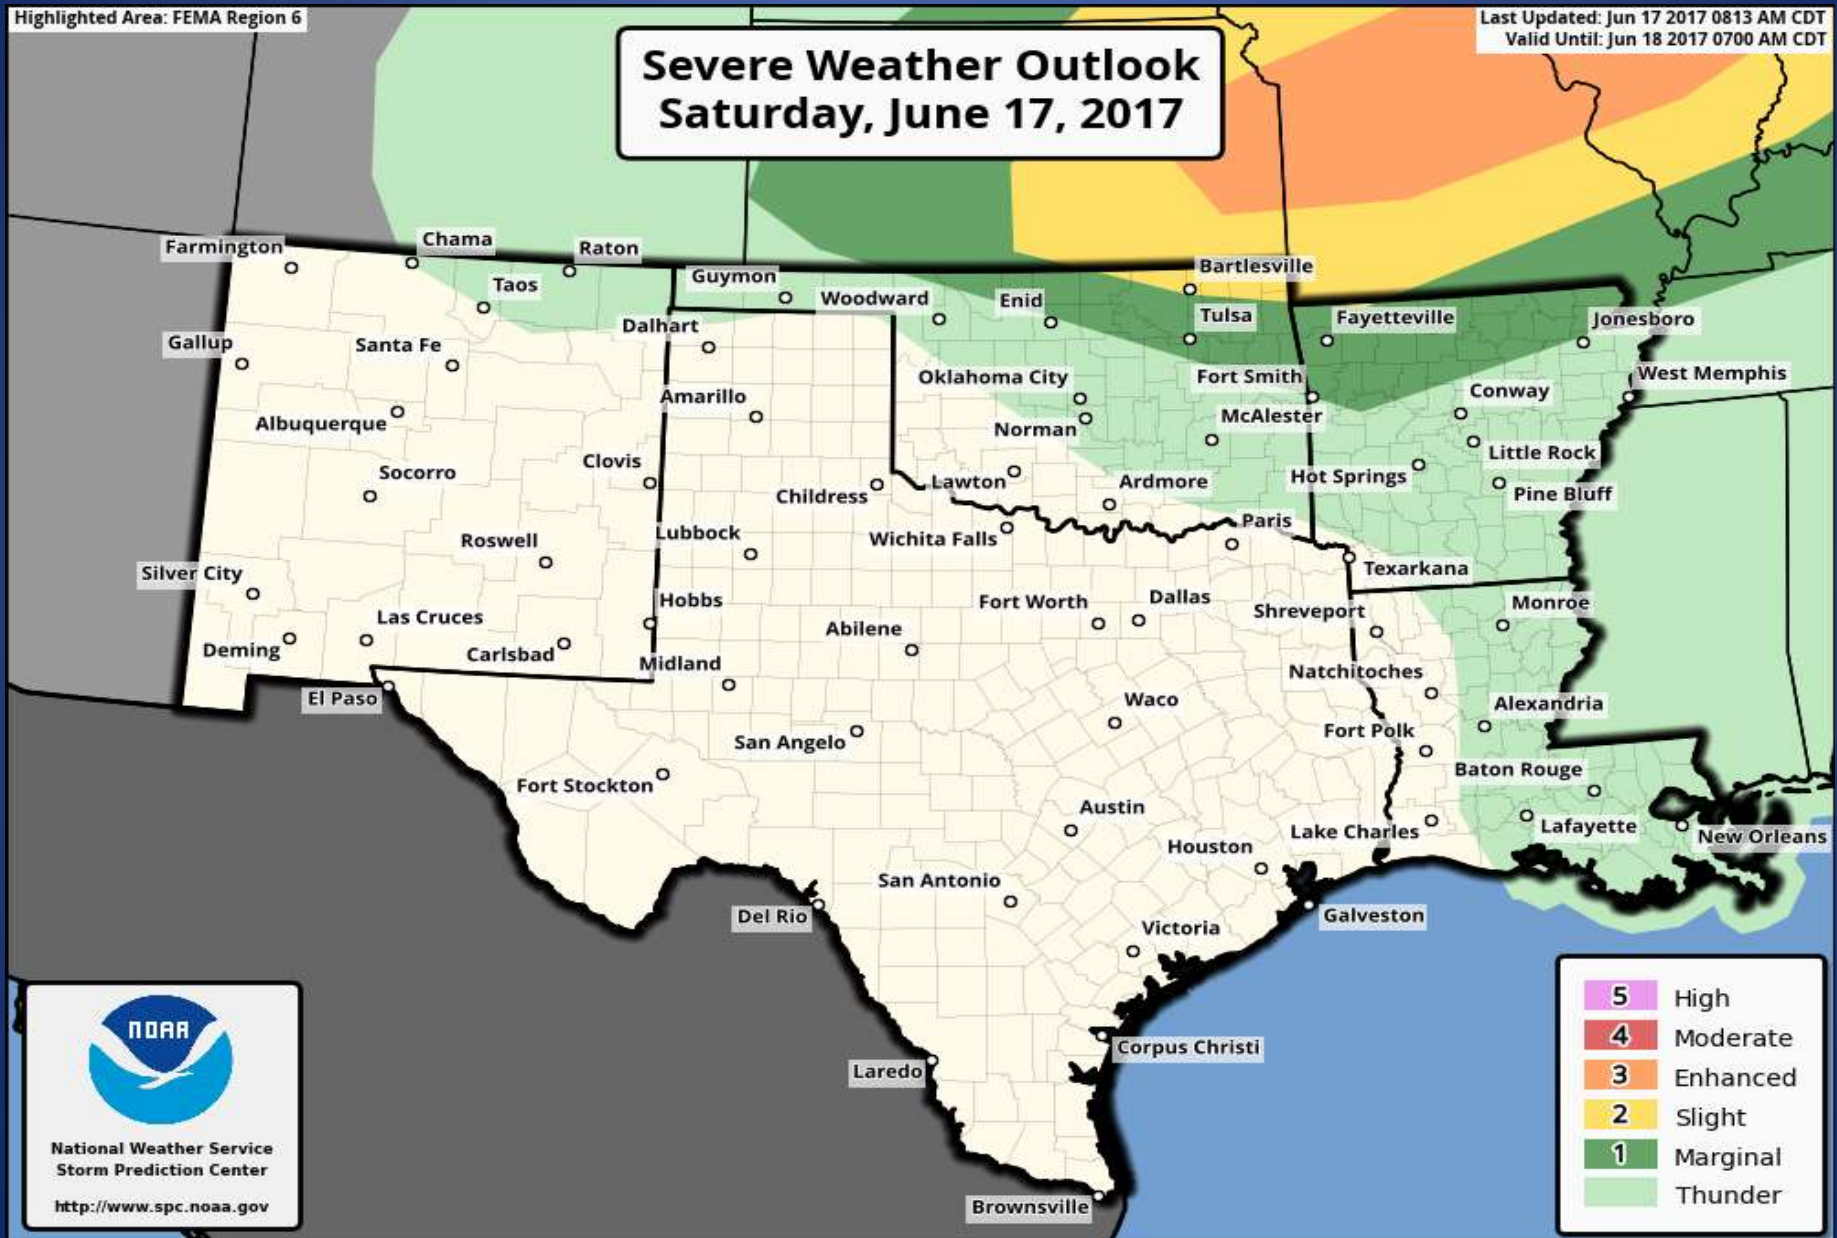 Highlighted Area: FEMA Region 6
Last Updated: Jun 17 2017 0813 AM CDT
Valid Until: Jun 18 2017 0700 AM CDT
Severe Weather Outlook
Saturday, June 17, 2017
Farmington
Chama
Raton
Taos
Guymon
Woodward
Enid
Bartlesville
Tulsa
Fayetteville
Jonesboro
Gallup
Santa Fe
Dalhart
Oklahoma City
Fort Smith
Conway
West Memphis
Albuquerque
Amarillo
Norman
McAlester
Little Rock
Socorro
Clovis
Childress
Lawton
Ardmore
Hot Springs
Pine Bluff
Roswell
Lubbock
Wichita Falls
Paris
Texarkana
Silver City
Las Cruces
Hobbs
Fort Worth
Dallas
Shreveport
Monroe
Deming
Carlsbad
Midland
Abilene
Natchitoches
El Paso
San Angelo
Waco
Fort Polk
Alexandria
Fort Stockton
Austin
Baton Rouge
Houston
Lake Charles
Lafayette
New Orleans
Del Rio
San Antonio
Victoria
Galveston
Laredo
Corpus Christi
Brownsville
NOAA
National Weather Service
Storm Prediction Center
http://www.spc.noaa.gov
5 High
4 Moderate
3 Enhanced
2 Slight
1 Marginal
Thunder